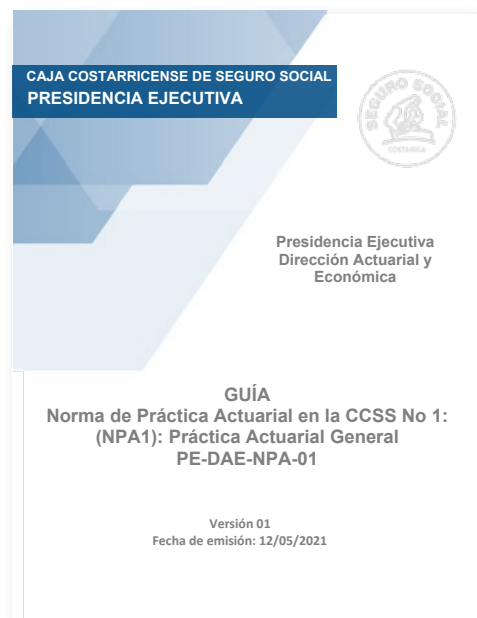 CAJA COSTARRICENSE DE SEGURO SOCIAL
PRESIDENCIA EJECUTIVA
SEGURO SOCIAL
COSTA RICA
Presidencia Ejecutiva
Dirección Actuarial y
Económica
GUÍA
Norma de Práctica Actuarial en la CCSS No 1:
(NPA1): Práctica Actuarial General
PE-DAE-NPA-01
Versión 01
Fecha de emisión: 12/05/2021